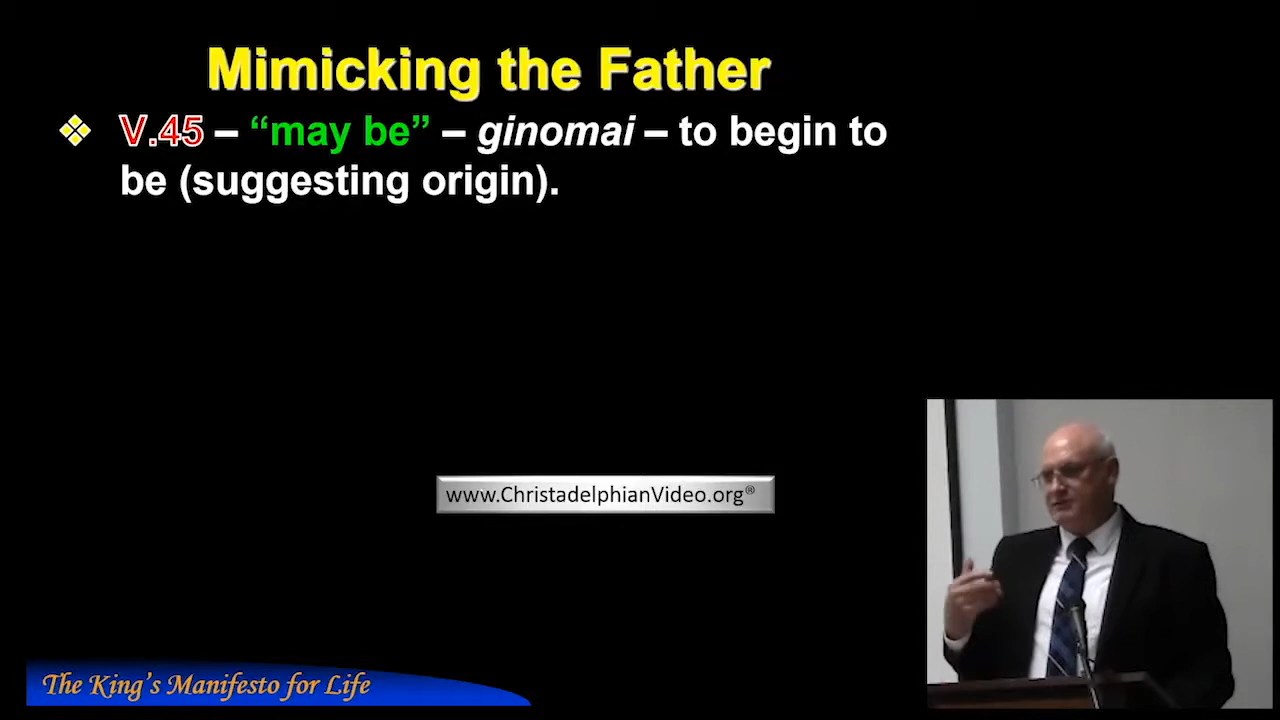 Mimicking the Father
V.45 – “may be” – ginomai – to begin to
be (suggesting origin).
www.ChristadelphianVideo.org®
The King’s Manifesto for Life